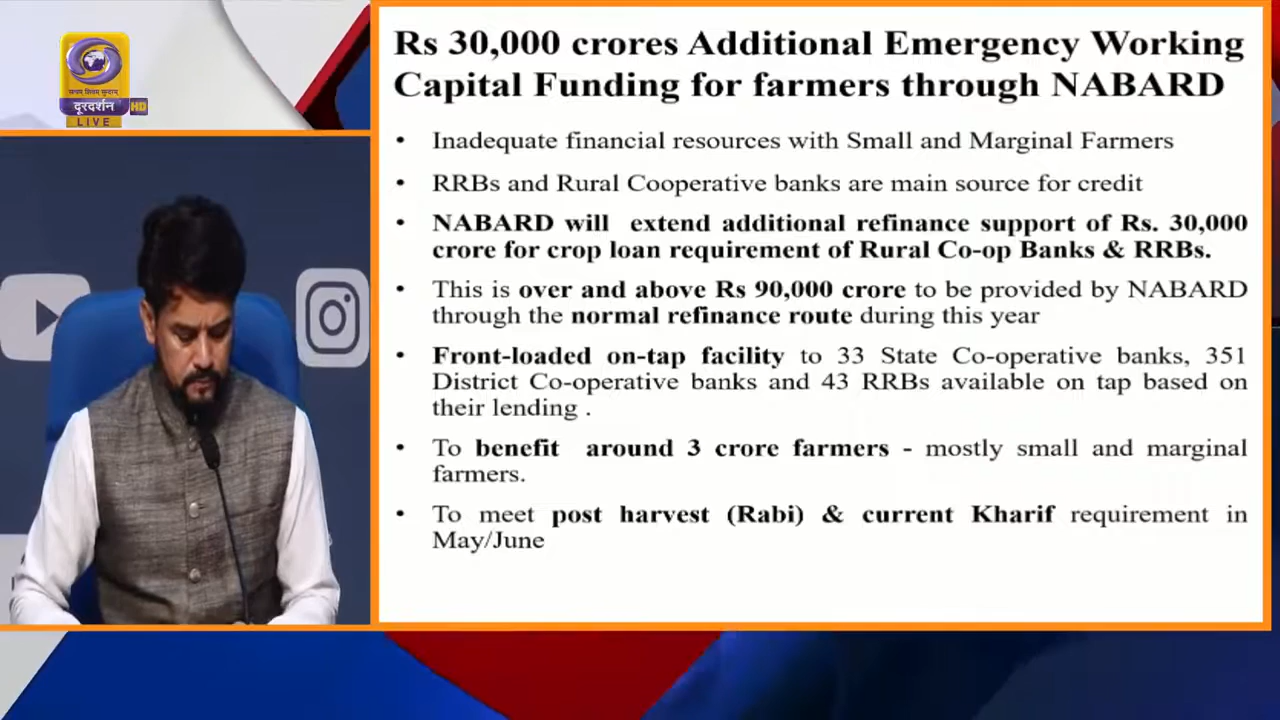 सत्यम् शिवम् सुन्दरम्
दूरदर्शन HD
LIVE
Rs 30,000 crores Additional Emergency Working
Capital Funding for farmers through NABARD
• Inadequate financial resources with Small and Marginal Farmers
• RRBs and Rural Cooperative banks are main source for credit
• NABARD will extend additional refinance support of Rs. 30,000
crore for crop loan requirement of Rural Co-op Banks & RRBs.
• This is over and above Rs 90,000 crore to be provided by NABARD
through the normal refinance route during this year
• Front-loaded on-tap facility to 33 State Co-operative banks, 351
District Co-operative banks and 43 RRBs available on tap based on
their lending .
• To benefit around 3 crore farmers - mostly small and marginal
farmers.
• To meet post harvest (Rabi) & current Kharif requirement in
May/June